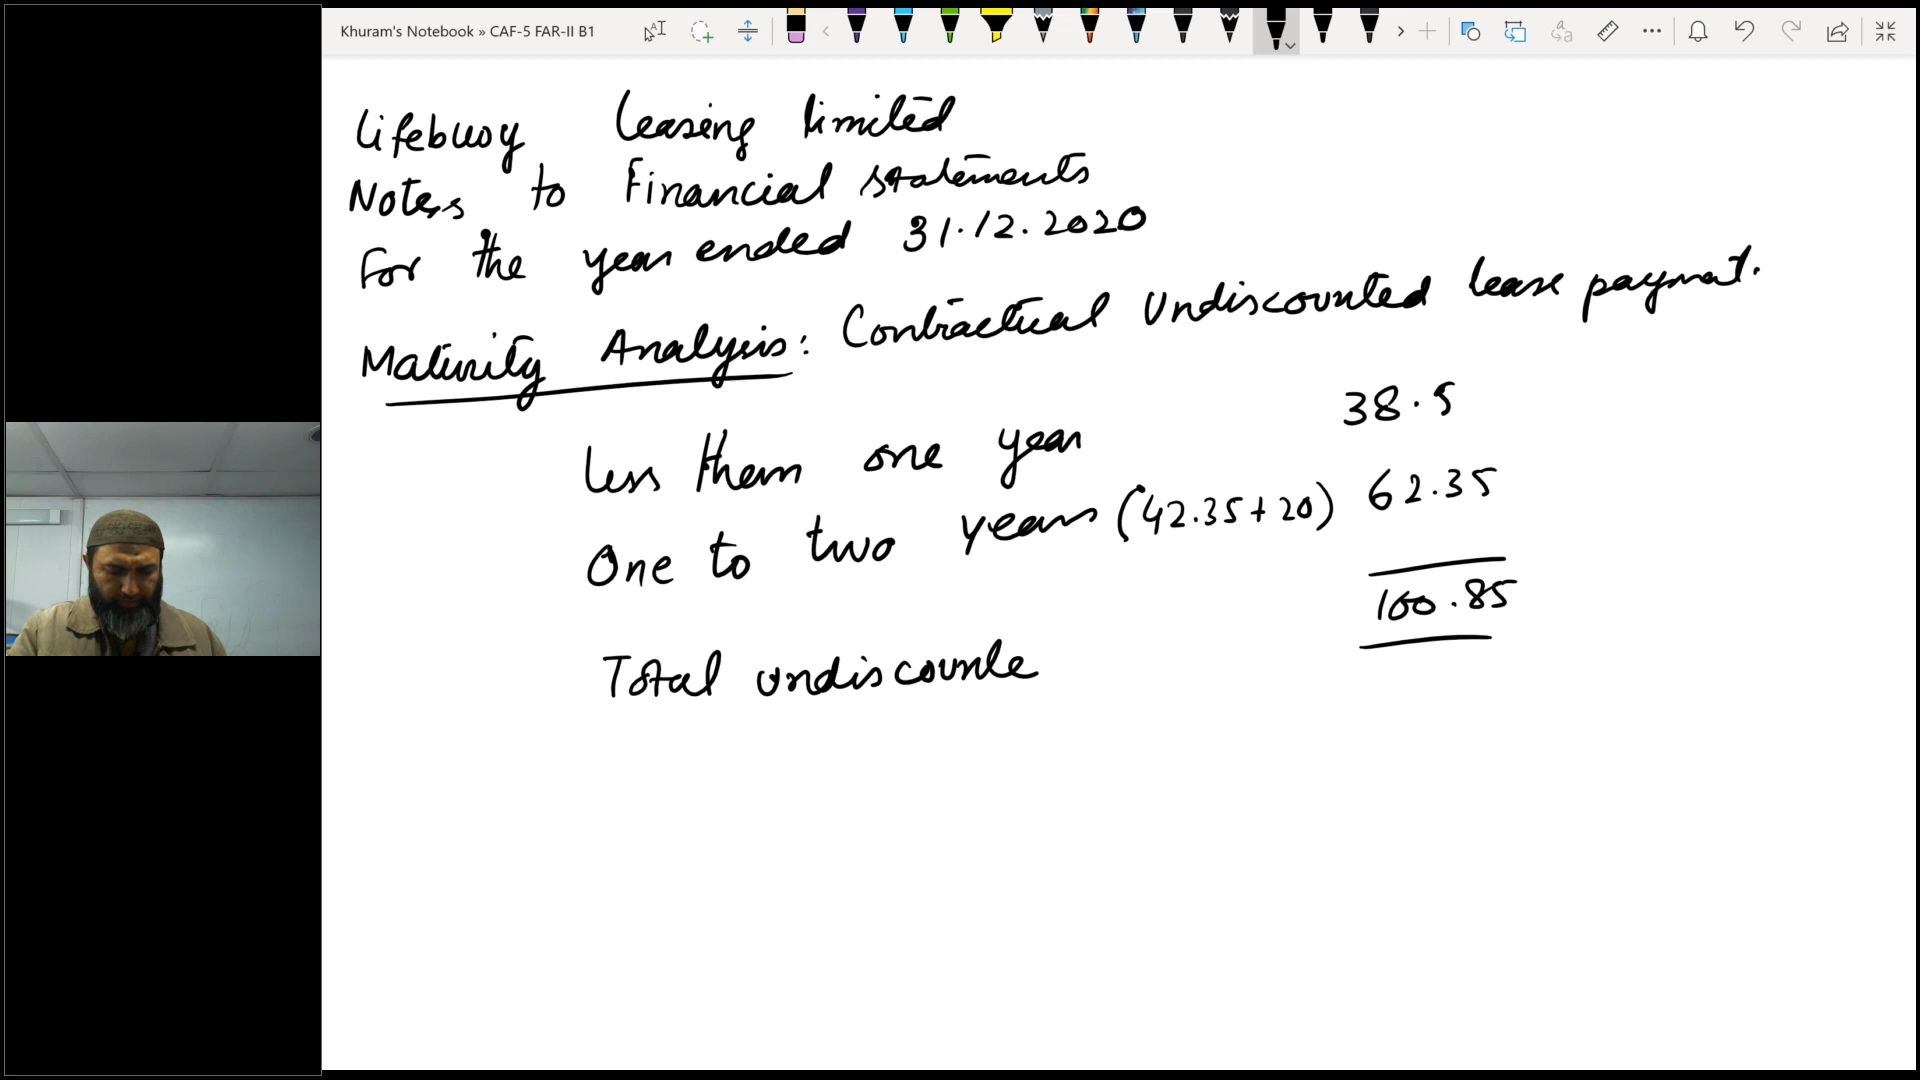 Khuram's Notebook » CAF-5 FAR-II B1
Lifebuoy Leasing limited
Notes to Financial statements
For the year ended 31.12.2020
Maturity Analysis: Contractual Undiscounted lease paymnt.
Less them one year 38.5
One to two years (42.35+20) 62.35
100.85
Total undiscounte